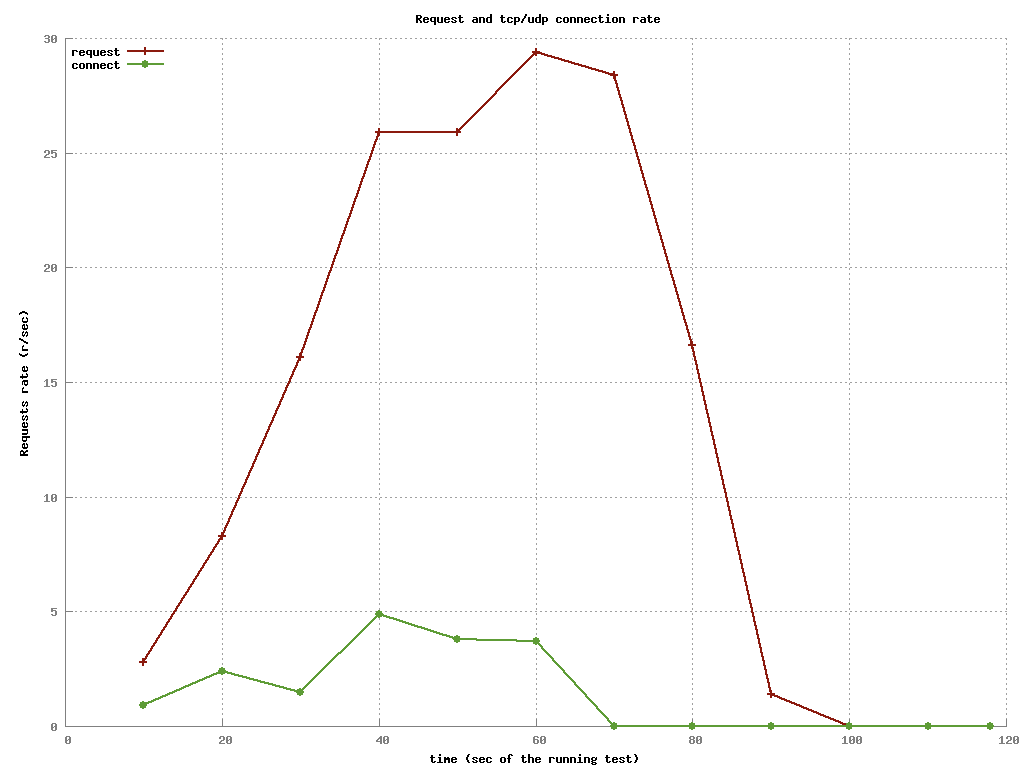 Request and tcp/udp connection rate
request
connect
30
25
20
15
10
5
0
Requests rate (r/sec)
0 20 40 60 80 100 120
time (sec of the running test)